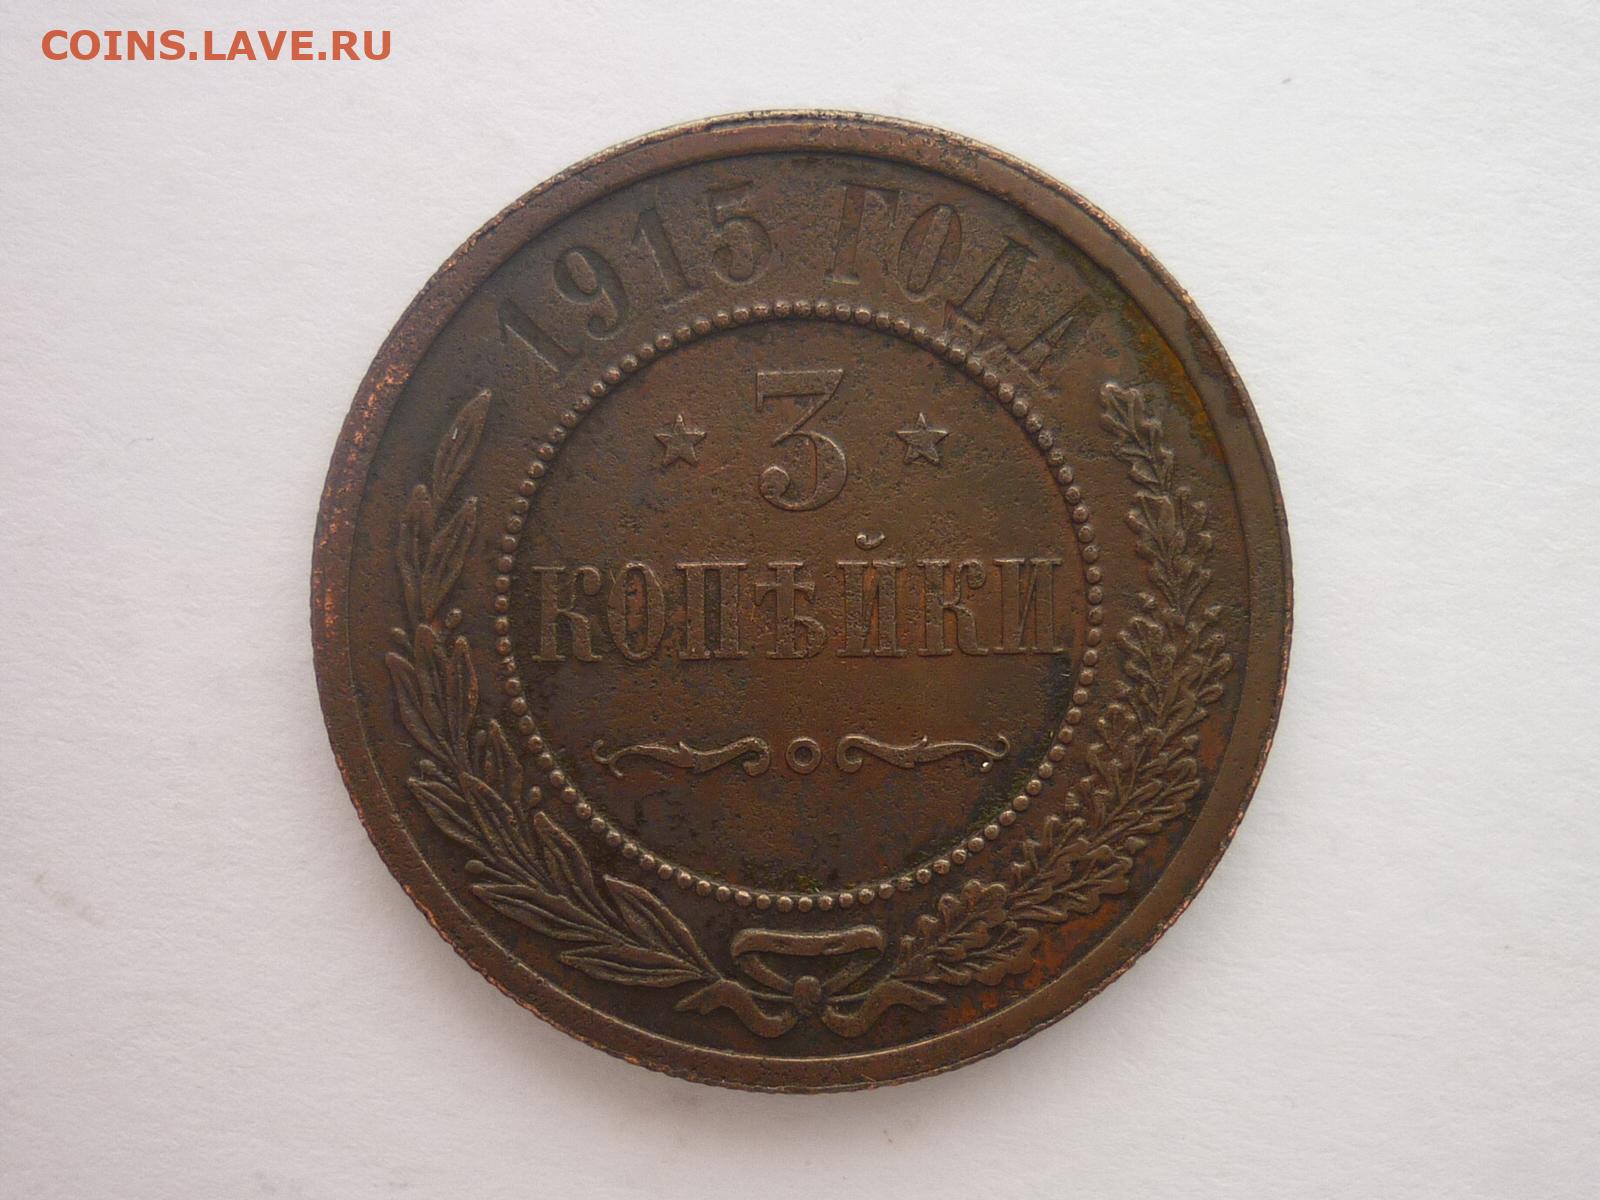 COINS.LAVE.RU
1915 ГОДА
3
КОПѢЙКИ